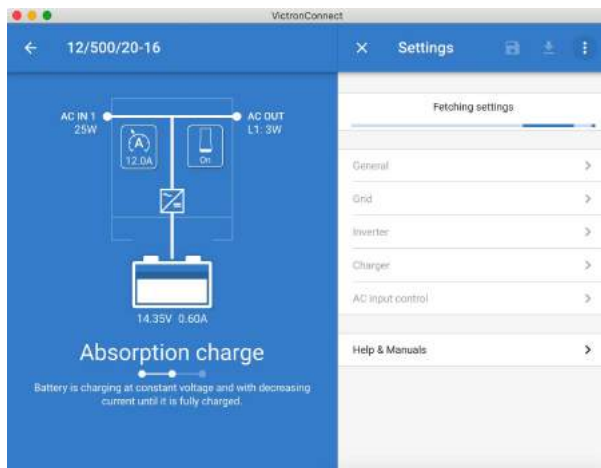 VictronConnect
12/500/20-16
AC IN 1
25W
AC OUT
L1: 3W
12.0A
On
14.35V 0.60A
Absorption charge
Battery is charging at constant voltage and with decreasing
current until it is fully charged.
Settings
Fetching settings
General
Grid
Inverter
Charger
AC input control
Help & Manuals